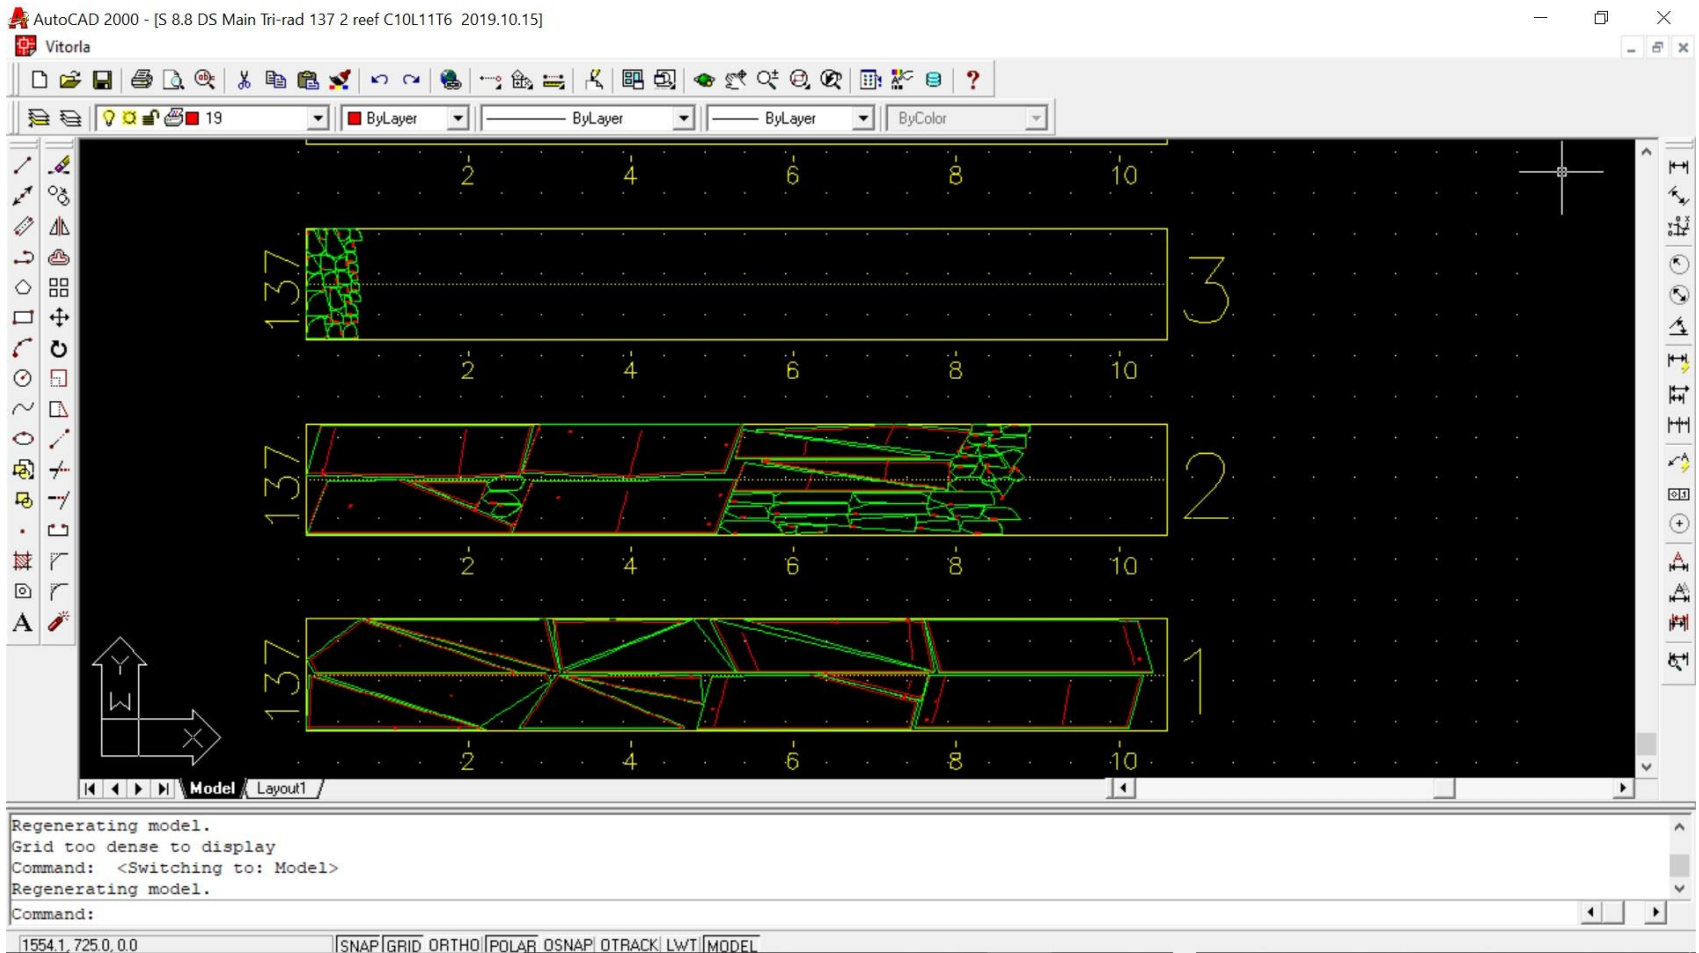 AutoCAD 2000 - [S 8.8 DS Main Tri-rad 137 2 reef C10L11T6 2019.10.15]
Vitorla
19 ByLayer ByLayer ByLayer ByColor
2 4 6 8 10
137 3
2 4 6 8 10
137 2
2 4 6 8 10
137 1
2 4 6 8 10
Y
W
X
Model Layout1
Regenerating model.
Grid too dense to display
Command: <Switching to: Model>
Regenerating model.
Command:
1554.1, 725.0, 0.0 SNAP GRID ORTHO POLAR OSNAP OTRACK LWT MODEL